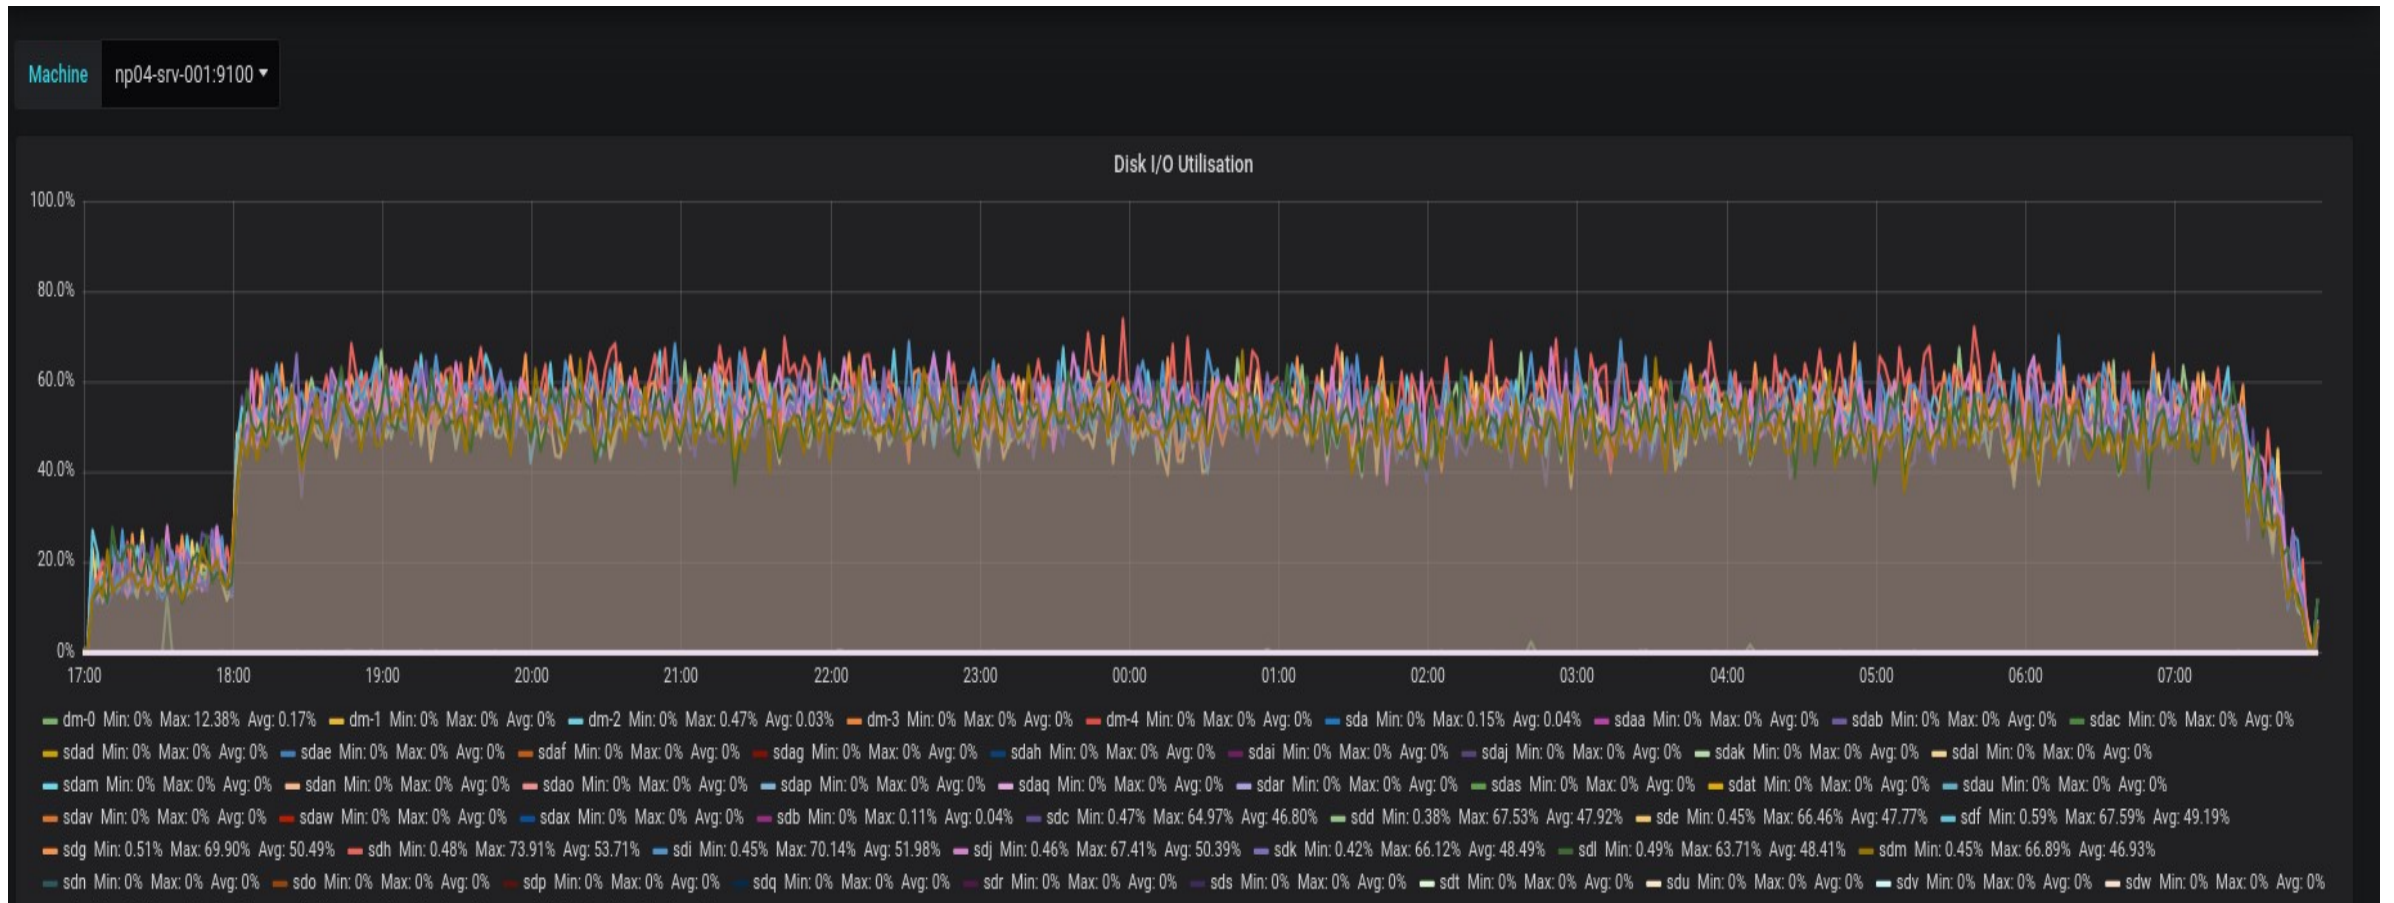 Machine np04-srv-001:9100
Disk I/O Utilisation
100.0%
80.0%
60.0%
40.0%
20.0%
0%
17:00 18:00 19:00 20:00 21:00 22:00 23:00 00:00 01:00 02:00 03:00 04:00 05:00 06:00 07:00
dm-0 Min: 0% Max: 12.38% Avg: 0.17% dm-1 Min: 0% Max: 0% Avg: 0% dm-2 Min: 0% Max: 0.47% Avg: 0.03% dm-3 Min: 0% Max: 0% Avg: 0% dm-4 Min: 0% Max: 0% Avg: 0% sda Min: 0% Max: 0.15% Avg: 0.04% sdaa Min: 0% Max: 0% Avg: 0% sdab Min: 0% Max: 0% Avg: 0% sdac Min: 0% Max: 0% Avg: 0%
sdad Min: 0% Max: 0% Avg: 0% sdae Min: 0% Max: 0% Avg: 0% sdaf Min: 0% Max: 0% Avg: 0% sdag Min: 0% Max: 0% Avg: 0% sdah Min: 0% Max: 0% Avg: 0% sdai Min: 0% Max: 0% Avg: 0% sdaj Min: 0% Max: 0% Avg: 0% sdak Min: 0% Max: 0% Avg: 0% sdal Min: 0% Max: 0% Avg: 0%
sdam Min: 0% Max: 0% Avg: 0% sdan Min: 0% Max: 0% Avg: 0% sdao Min: 0% Max: 0% Avg: 0% sdap Min: 0% Max: 0% Avg: 0% sdaq Min: 0% Max: 0% Avg: 0% sdar Min: 0% Max: 0% Avg: 0% sdas Min: 0% Max: 0% Avg: 0% sdat Min: 0% Max: 0% Avg: 0% sdau Min: 0% Max: 0% Avg: 0%
sdav Min: 0% Max: 0% Avg: 0% sdaw Min: 0% Max: 0% Avg: 0% sdax Min: 0% Max: 0% Avg: 0% sdb Min: 0% Max: 0.11% Avg: 0.04% sdc Min: 0.47% Max: 64.97% Avg: 46.80% sdd Min: 0.38% Max: 67.53% Avg: 47.92% sde Min: 0.45% Max: 66.46% Avg: 47.77% sdf Min: 0.59% Max: 67.59% Avg: 49.19%
sdg Min: 0.51% Max: 69.90% Avg: 50.49% sdh Min: 0.48% Max: 73.91% Avg: 53.71% sdi Min: 0.45% Max: 70.14% Avg: 51.98% sdj Min: 0.46% Max: 67.41% Avg: 50.39% sdk Min: 0.42% Max: 66.12% Avg: 48.49% sdl Min: 0.49% Max: 63.71% Avg: 48.41% sdm Min: 0.45% Max: 66.89% Avg: 46.93%
sdn Min: 0% Max: 0% Avg: 0% sdo Min: 0% Max: 0% Avg: 0% sdp Min: 0% Max: 0% Avg: 0% sdq Min: 0% Max: 0% Avg: 0% sdr Min: 0% Max: 0% Avg: 0% sds Min: 0% Max: 0% Avg: 0% sdt Min: 0% Max: 0% Avg: 0% sdu Min: 0% Max: 0% Avg: 0% sdv Min: 0% Max: 0% Avg: 0% sdw Min: 0% Max: 0% Avg: 0%